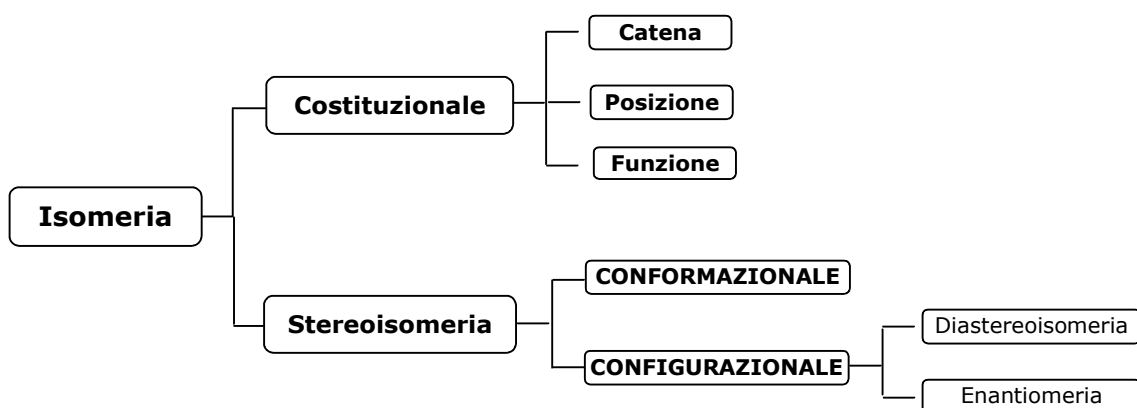 Catena
Costituzionale
Posizione
Funzione
Isomeria
CONFORMAZIONALE
Stereoisomeria
Diastereoisomeria
CONFIGURAZIONALE
Enantiomeria